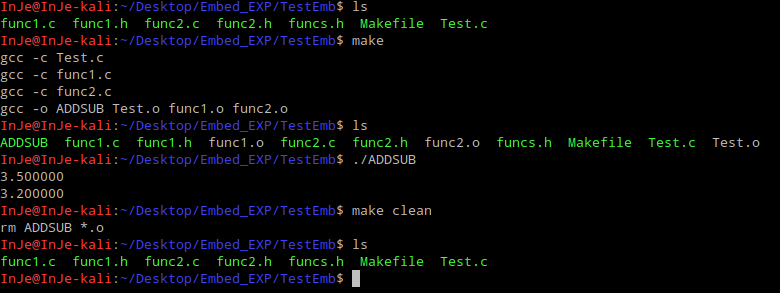 InJe@InJe-kali:~/Desktop/Embed_EXP/TestEmb$ ls
func1.c  func1.h  func2.c  func2.h  funcs.h  Makefile  Test.c
InJe@InJe-kali:~/Desktop/Embed_EXP/TestEmb$ make
gcc -c Test.c
gcc -c func1.c
gcc -c func2.c
gcc -o ADDSUB Test.o func1.o func2.o
InJe@InJe-kali:~/Desktop/Embed_EXP/TestEmb$ ls
ADDSUB  func1.c  func1.h  func1.o  func2.c  func2.h  func2.o  funcs.h  Makefile  Test.c  Test.o
InJe@InJe-kali:~/Desktop/Embed_EXP/TestEmb$ ./ADDSUB
3.500000
3.200000
InJe@InJe-kali:~/Desktop/Embed_EXP/TestEmb$ make clean
rm ADDSUB *.o
InJe@InJe-kali:~/Desktop/Embed_EXP/TestEmb$ ls
func1.c  func1.h  func2.c  func2.h  funcs.h  Makefile  Test.c
InJe@InJe-kali:~/Desktop/Embed_EXP/TestEmb$